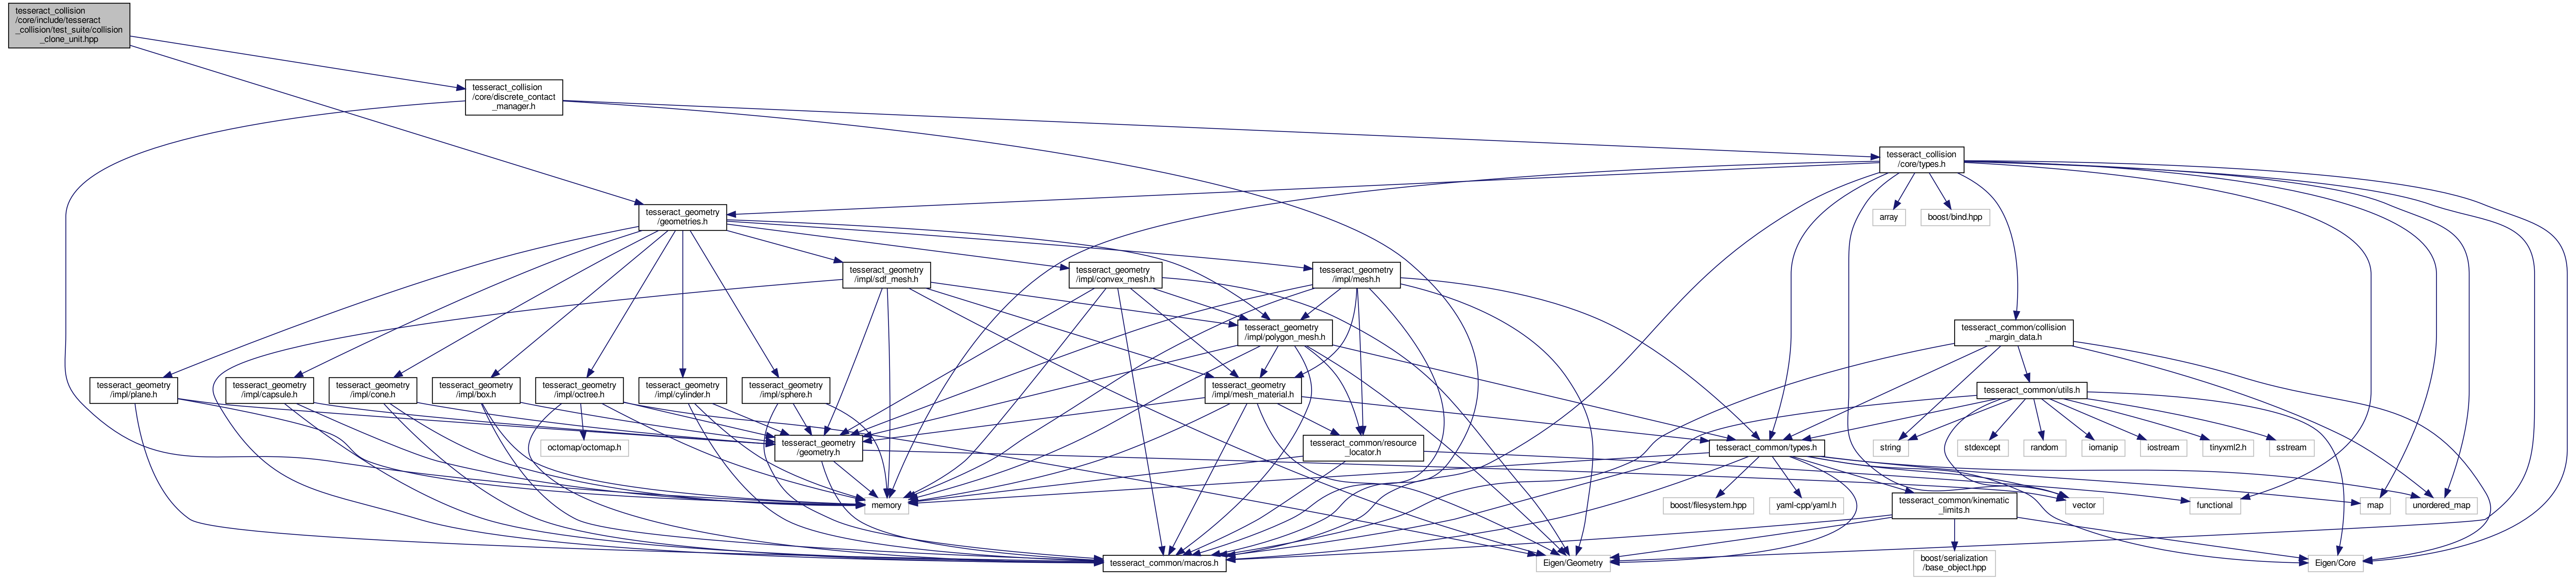 tesseract_collision
/core/include/tesseract
_collision/test_suite/collision
_clone_unit.hpp
tesseract_collision
/core/discrete_contact
_manager.h
tesseract_collision
/core/types.h
tesseract_geometry
/geometries.h
array
boost/bind.hpp
tesseract_geometry
/impl/sdf_mesh.h
tesseract_geometry
/impl/convex_mesh.h
tesseract_geometry
/impl/mesh.h
tesseract_geometry
/impl/polygon_mesh.h
tesseract_common/collision
_margin_data.h
tesseract_geometry
/impl/plane.h
tesseract_geometry
/impl/capsule.h
tesseract_geometry
/impl/cone.h
tesseract_geometry
/impl/box.h
tesseract_geometry
/impl/octree.h
tesseract_geometry
/impl/cylinder.h
tesseract_geometry
/impl/sphere.h
tesseract_geometry
/impl/mesh_material.h
tesseract_common/utils.h
octomap/octomap.h
tesseract_geometry
/geometry.h
tesseract_common/resource
_locator.h
tesseract_common/types.h
string
stdexcept
random
iomanip
iostream
tinyxml2.h
sstream
memory
boost/filesystem.hpp
yaml-cpp/yaml.h
tesseract_common/kinematic
_limits.h
vector
functional
map
unordered_map
tesseract_common/macros.h
Eigen/Geometry
boost/serialization
/base_object.hpp
Eigen/Core